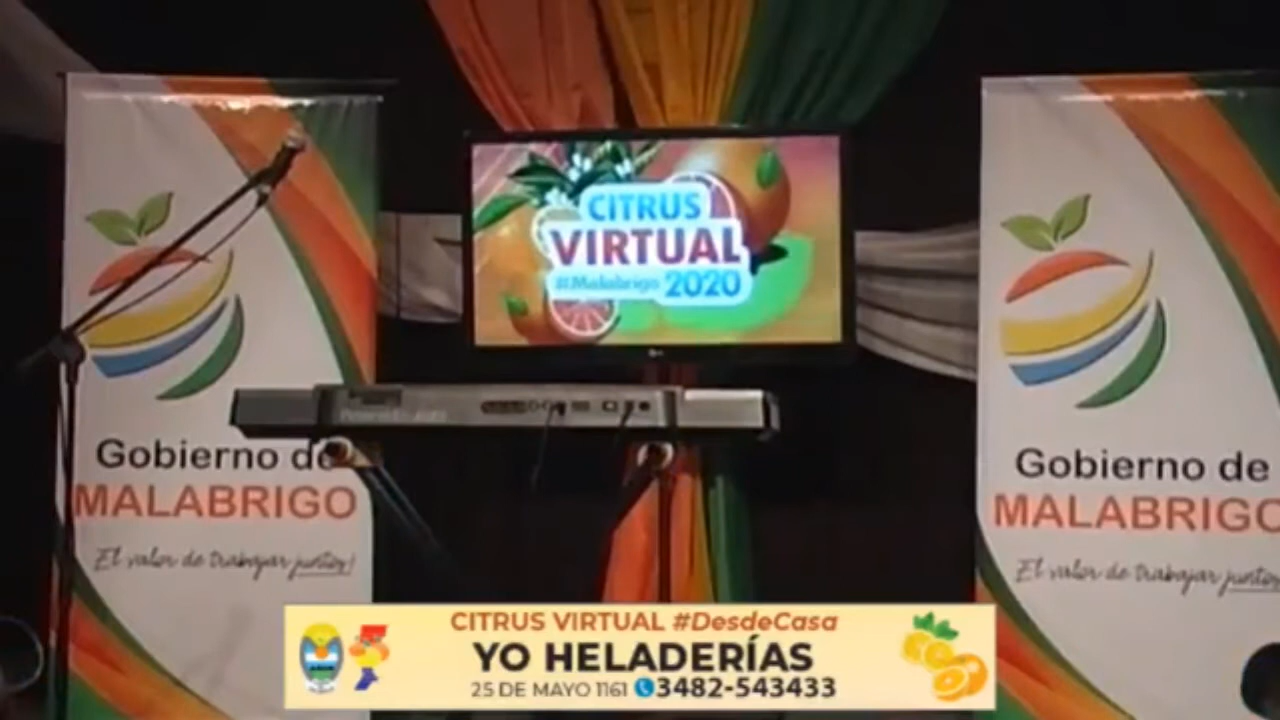 CITRUS
VIRTUAL
#Malabrigo 2020
Gobierno de
MALABRIGO
El valor de trabajar juntos!
Gobierno de
MALABRIGO
El valor de trabajar juntos
CITRUS VIRTUAL #DesdeCasa
YO HELADERÍAS
25 DE MAYO 1161 3482-543433